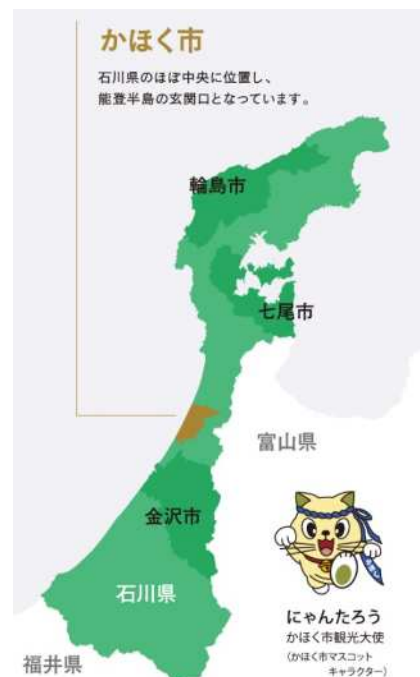 かほく市
石川県のほぼ中央に位置し、
能登半島の玄関口となっています。
輪島市
七尾市
富山県
金沢市
石川県
にゃんたろう
かほく市観光大使
(かほく市マスコット
キャラクター)
福井県